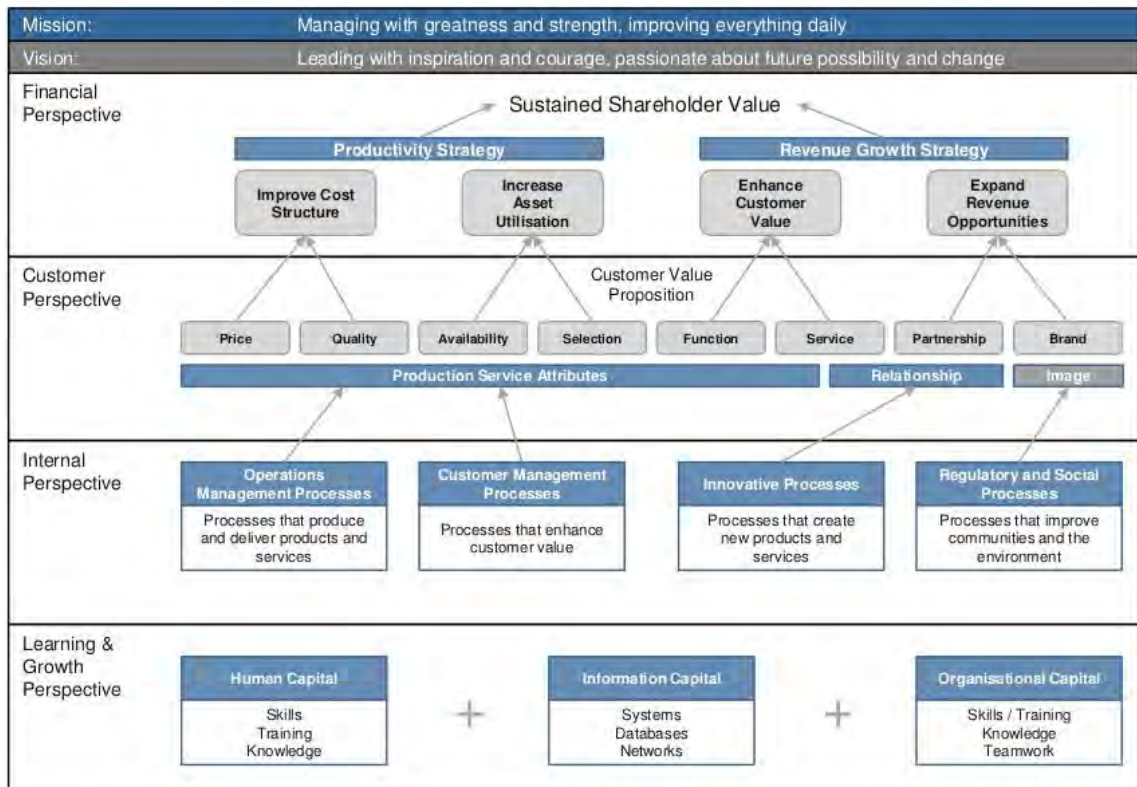 Mission: Managing with greatness and strength, improving everything daily
Vision: Leading with inspiration and courage, passionate about future possibility and change
Financial
Perspective
Sustained Shareholder Value
Productivity Strategy
Revenue Growth Strategy
Improve Cost
Structure
Increase
Asset
Utilisation
Enhance
Customer
Value
Expand
Revenue
Opportunities
Customer
Perspective
Customer Value
Proposition
Price
Quality
Availability
Selection
Function
Service
Partnership
Brand
Production Service Attributes
Relationship
Image
Internal
Perspective
Operations
Management Processes
Processes that produce
and deliver products and
services
Customer Management
Processes
Processes that enhance
customer value
Innovative Processes
Processes that create
new products and
services
Regulatory and Social
Processes
Processes that improve
communities and the
environment
Learning &
Growth
Perspective
Human Capital
Skills
Training
Knowledge
+
Information Capital
Systems
Databases
Networks
+
Organisational Capital
Skills / Training
Knowledge
Teamwork